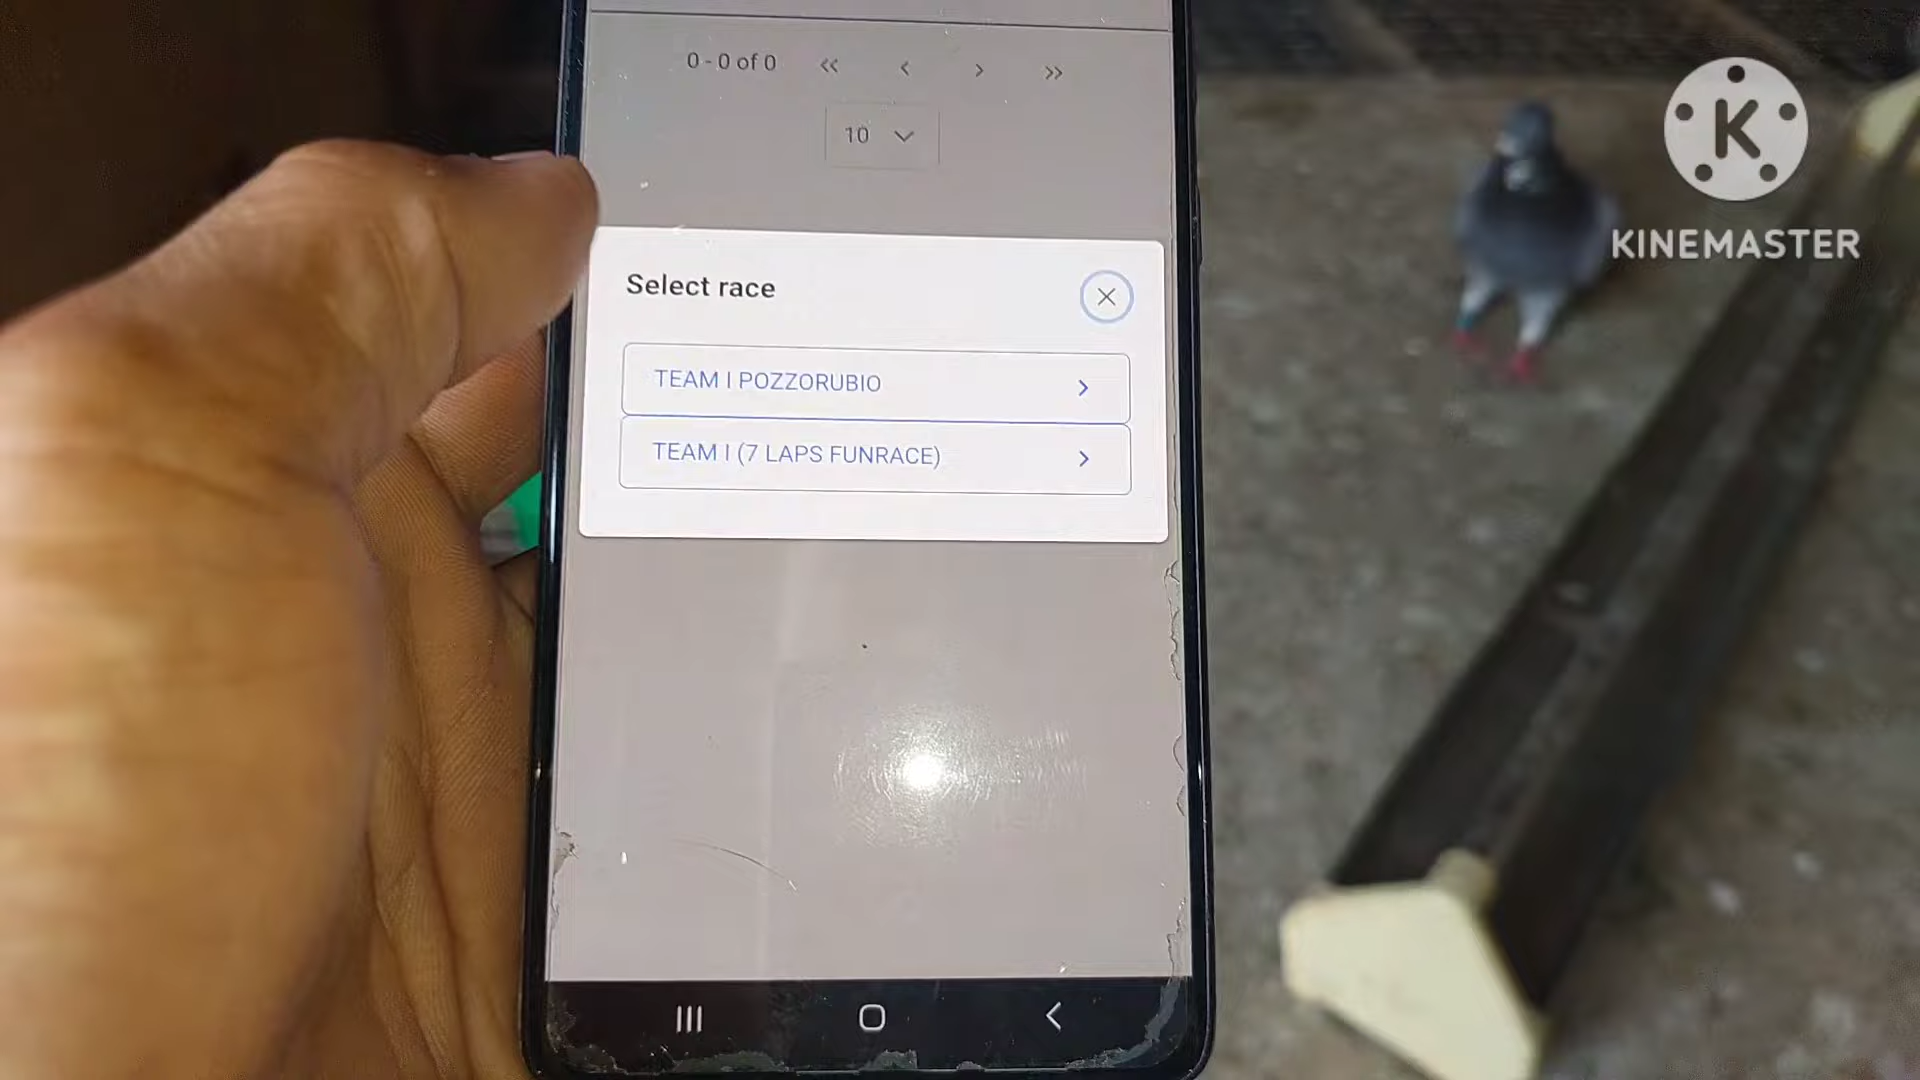 0 - 0 of 0
10
Select race
TEAM I POZZORUBIO
TEAM I (7 LAPS FUNRACE)
K
KINEMASTER